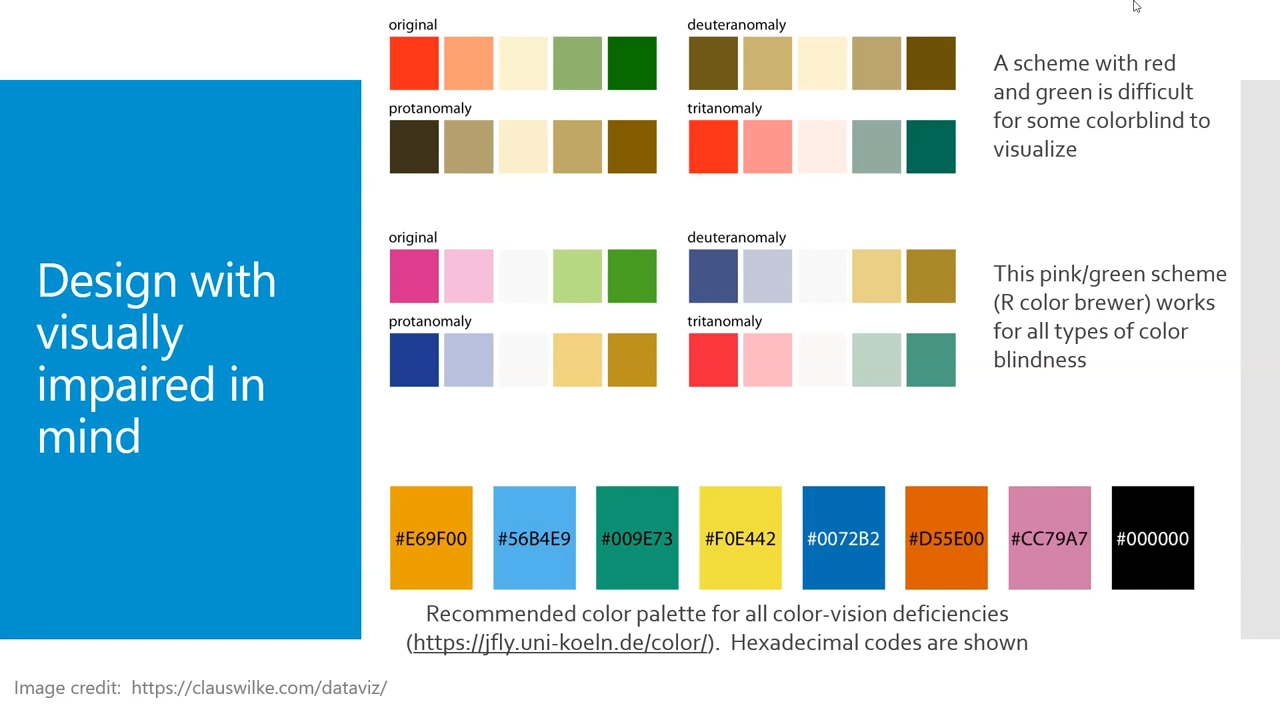 Design with
visually
impaired in
mind
original
deuteranomaly
protanomaly
tritanomaly
A scheme with red
and green is difficult
for some colorblind to
visualize
original
deuteranomaly
protanomaly
tritanomaly
This pink/green scheme
(R color brewer) works
for all types of color
blindness
#E69F00 #56B4E9 #009E73 #F0E442 #0072B2 #D55E00 #CC79A7 #000000
Recommended color palette for all color-vision deficiencies
(https://jfly.uni-koeln.de/color/). Hexadecimal codes are shown
Image credit: https://clauswilke.com/dataviz/